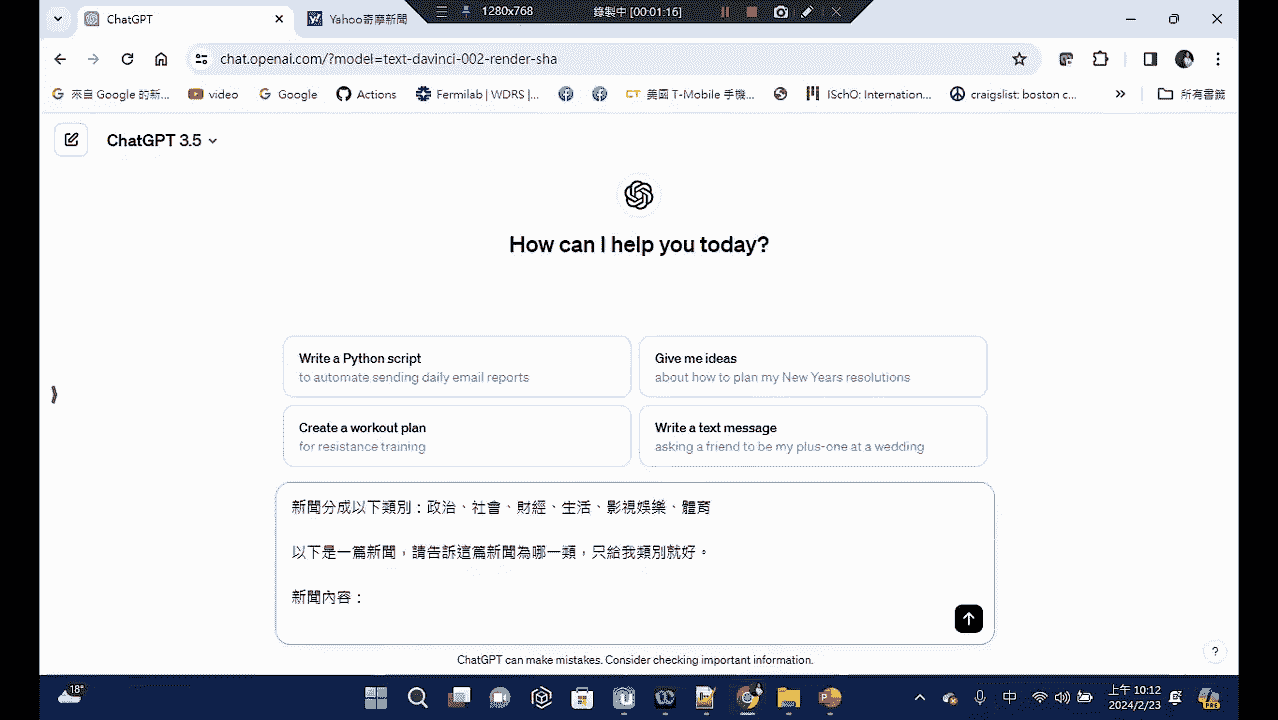 1280x768
錄製中 [00:01:16]
ChatGPT
Yahoo奇摩新聞
chat.openai.com/?model=text-davinci-002-render-sha
來自 Google 的新...
video
Google
Actions
Fermilab | WDRS |...
美國 T-Mobile 手機...
ISchO: Internation...
craigslist: boston c...
所有書籤
ChatGPT 3.5
How can I help you today?
Write a Python script
to automate sending daily email reports
Give me ideas
about how to plan my New Years resolutions
Create a workout plan
for resistance training
Write a text message
asking a friend to be my plus-one at a wedding
新聞分成以下類別：政治、社會、財經、生活、影視娛樂、體育
以下是一篇新聞，請告訴這篇新聞為哪一類，只給我類別就好。
新聞內容：
ChatGPT can make mistakes. Consider checking important information.
?
18°
中
上午 10:12
2024/2/23
PRE